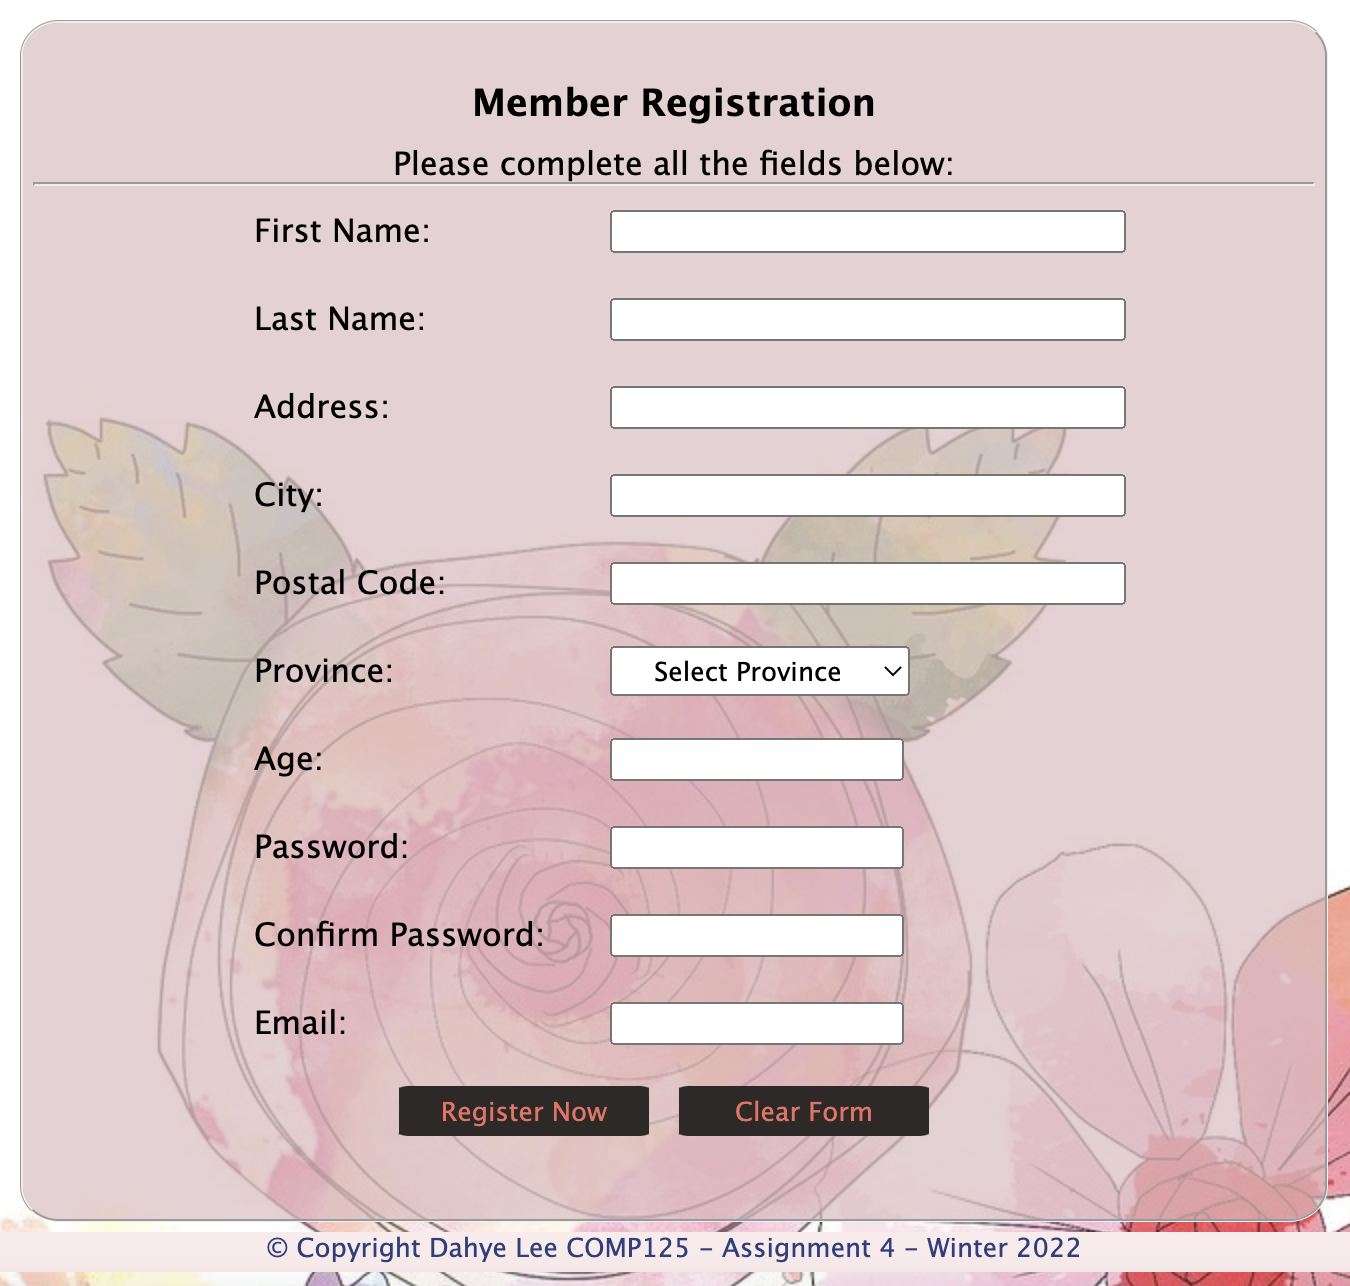 Member Registration
Please complete all the fields below:
First Name:
Last Name:
Address:
City:
Postal Code:
Province: Select Province
Age:
Password:
Confirm Password:
Email:
Register Now Clear Form
© Copyright Dahye Lee COMP125 - Assignment 4 - Winter 2022